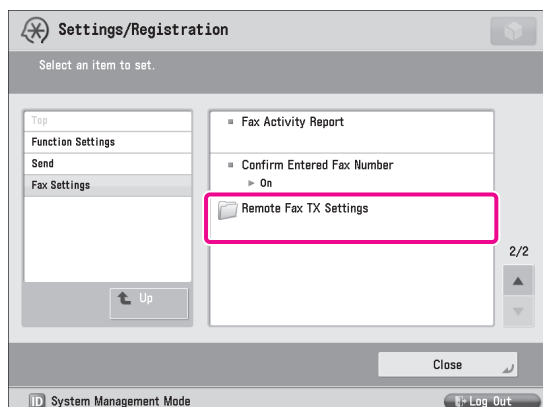 Settings/Registration
Select an item to set.
Top
Function Settings
Send
Fax Settings
Up
Fax Activity Report
Confirm Entered Fax Number
► On
Remote Fax TX Settings
2/2
Close
ID System Management Mode
Log Out